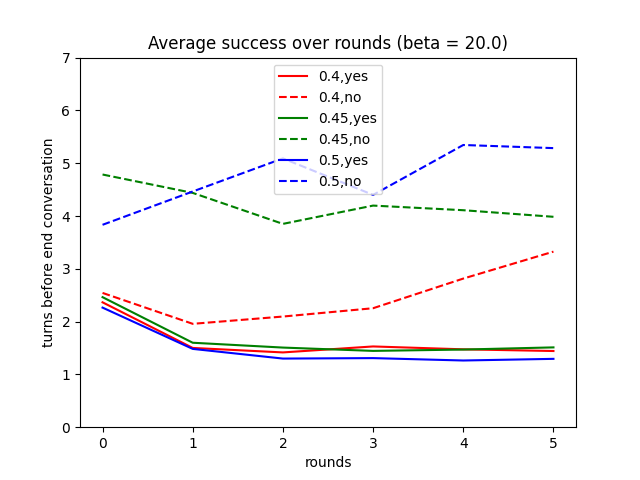 Average success over rounds (beta = 20.0)
turns before end conversation
7
6
5
4
3
2
1
0
0.4,yes
0.4,no
0.45,yes
0.45,no
0.5,yes
0.5,no
0 1 2 3 4 5
rounds